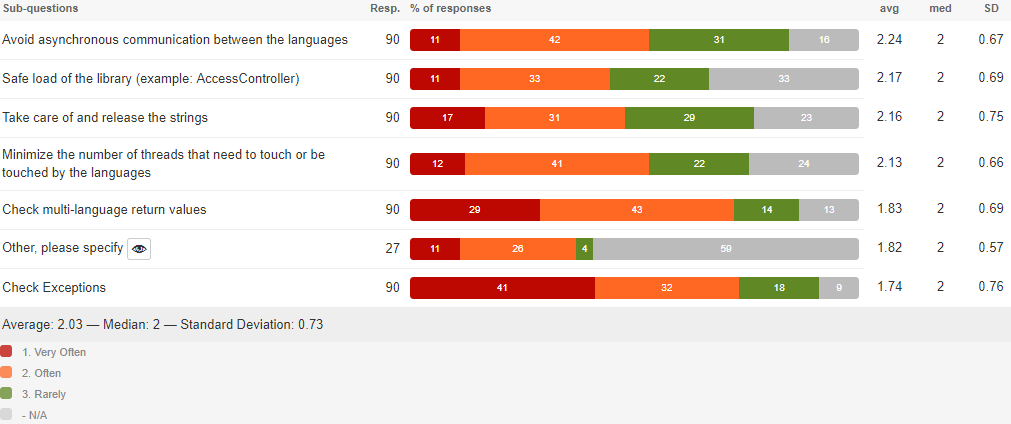 Sub-questions Resp. % of responses avg med SD
Avoid asynchronous communication between the languages 90 11 42 31 16 2.24 2 0.67
Safe load of the library (example: AccessController) 90 11 33 22 33 2.17 2 0.69
Take care of and release the strings 90 17 31 29 23 2.16 2 0.75
Minimize the number of threads that need to touch or be
touched by the languages 90 12 41 22 24 2.13 2 0.66
Check multi-language return values 90 29 43 14 13 1.83 2 0.69
Other, please specify 27 11 26 4 59 1.82 2 0.57
Check Exceptions 90 41 32 18 9 1.74 2 0.76
Average: 2.03 — Median: 2 — Standard Deviation: 0.73
1. Very Often
2. Often
3. Rarely
- N/A